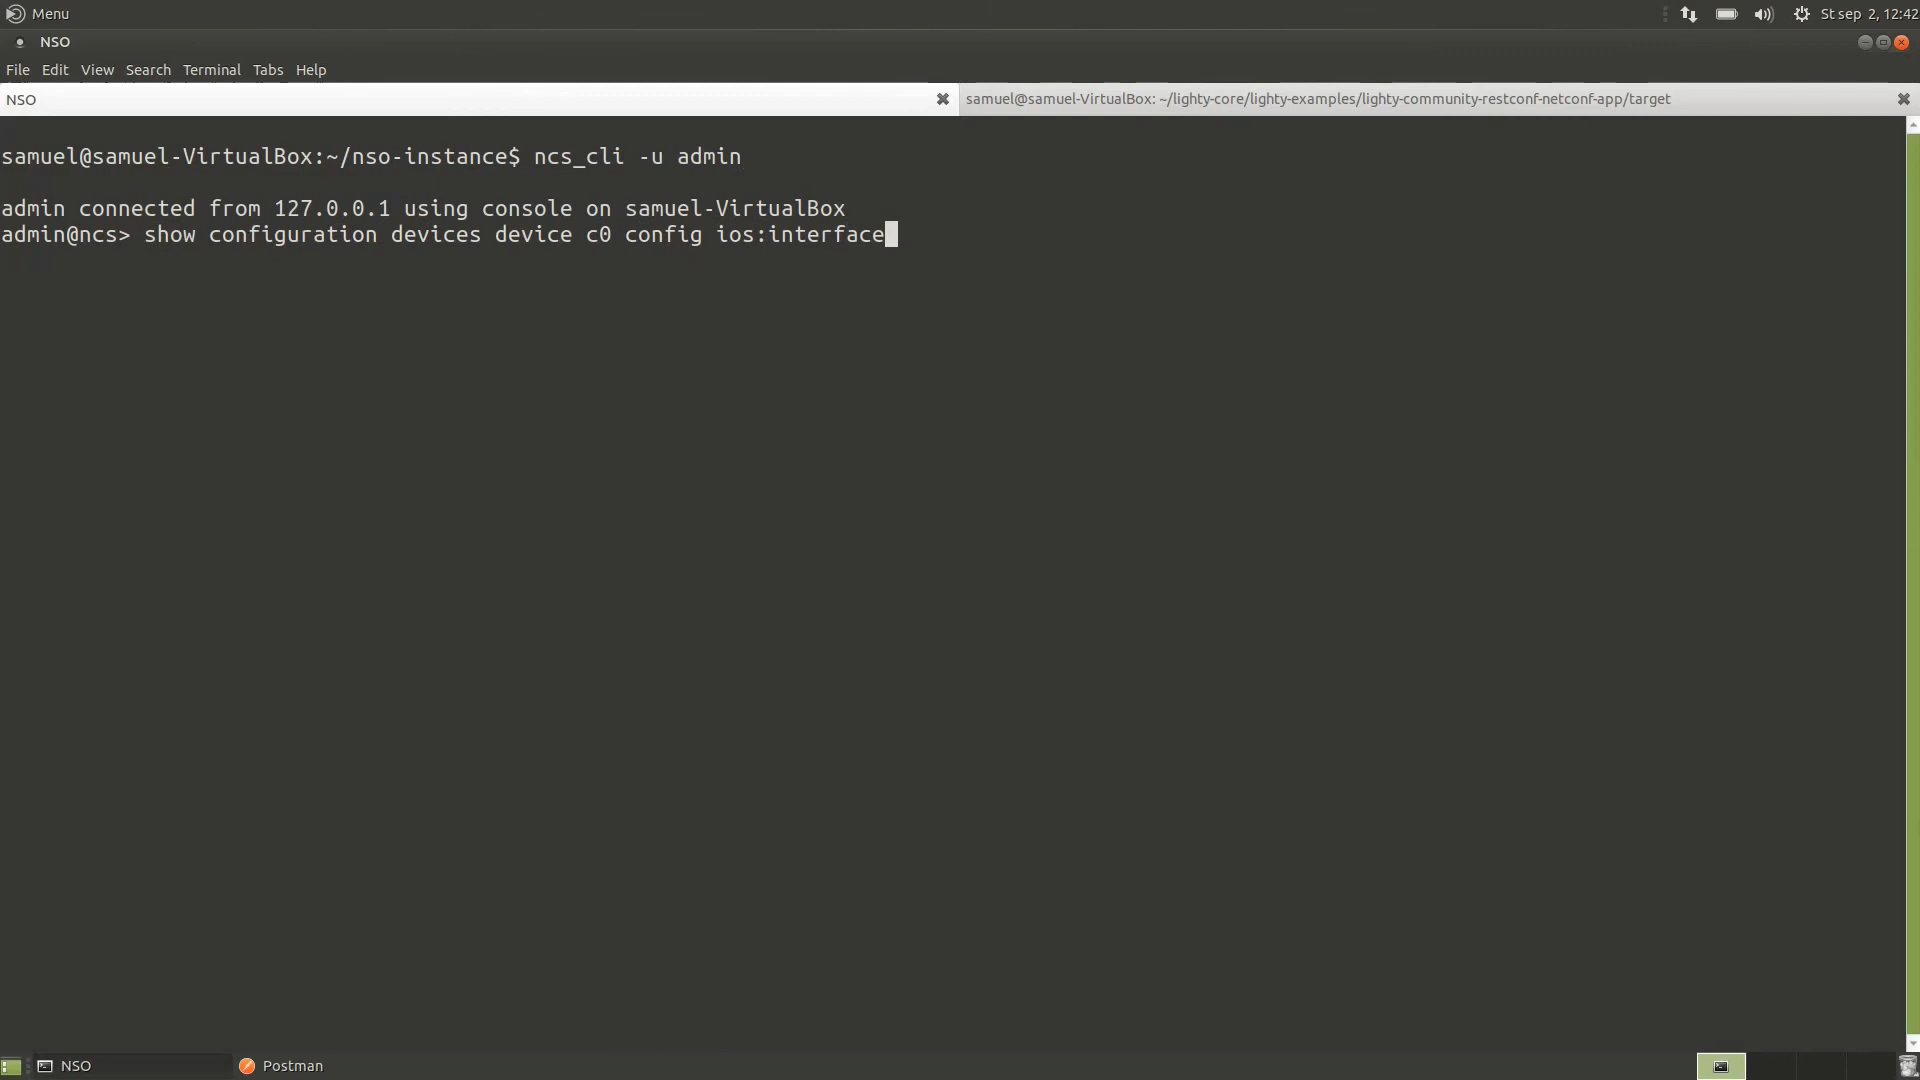 Menu
St sep 2, 12:42
NSO
File Edit View Search Terminal Tabs Help
NSO
samuel@samuel-VirtualBox: ~/lighty-core/lighty-examples/lighty-community-restconf-netconf-app/target
samuel@samuel-VirtualBox:~/nso-instance$ ncs_cli -u admin
admin connected from 127.0.0.1 using console on samuel-VirtualBox
admin@ncs> show configuration devices device c0 config ios:interface
NSO
Postman